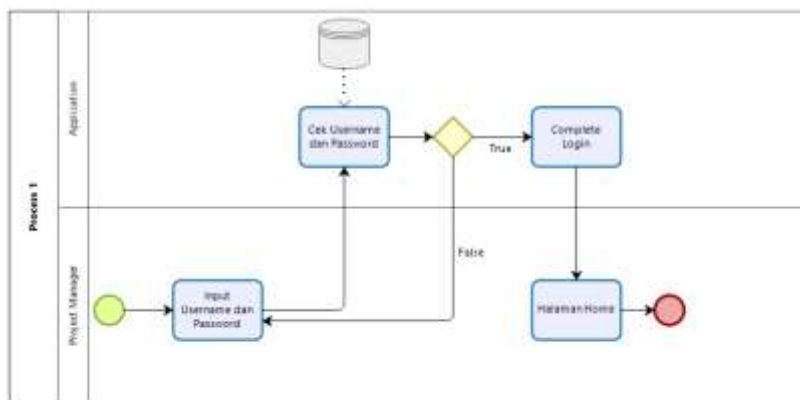 Process 1
Application
Cek Username
dan Password
True
Complete
Login
Project Manager
False
Input
Username dan
Password
Halaman Home